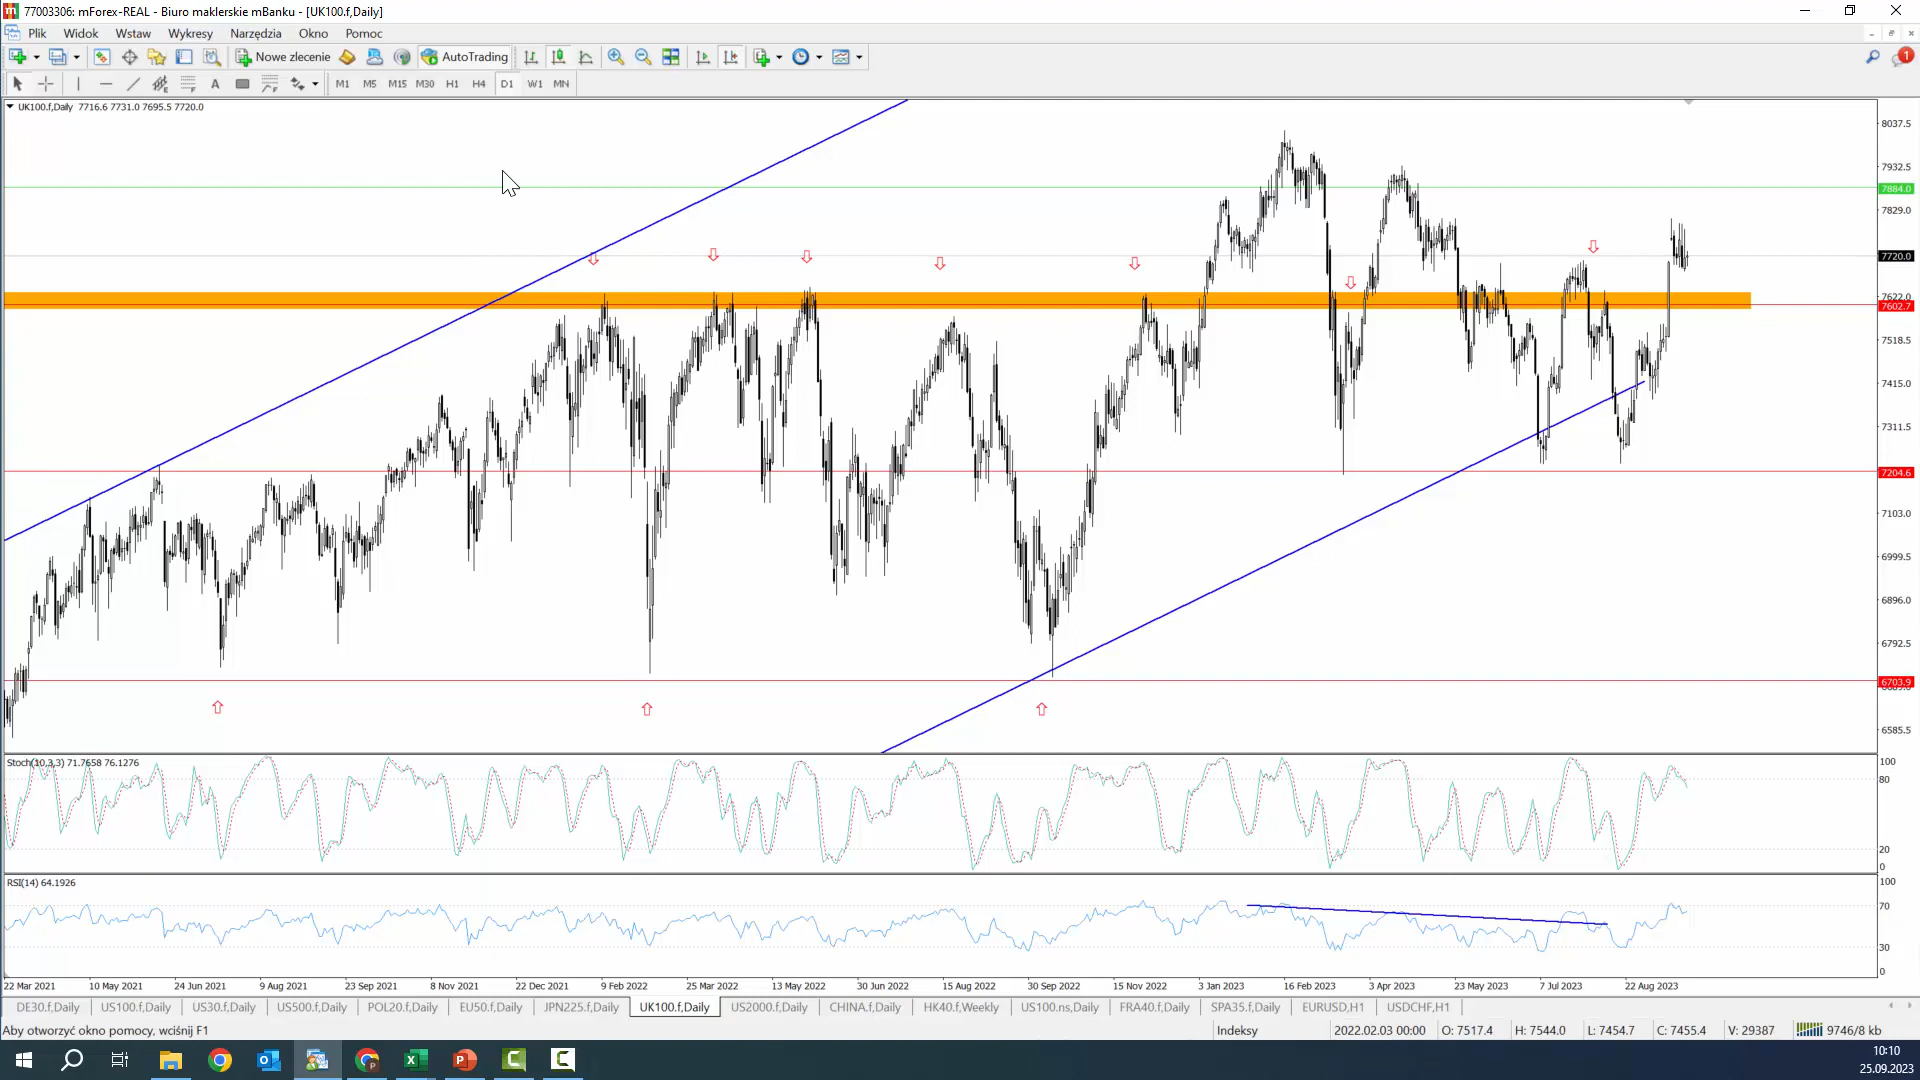 77003306: mForex-REAL - Biuro maklerskie mBanku - [UK100.f,Daily]
Plik Widok Wstaw Wykresy Narzędzia Okno Pomoc
Nowe zlecenie AutoTrading 1
A M1 M5 M15 M30 H1 H4 D1 W1 MN
UK100.f,Daily 7716.6 7731.0 7695.5 7720.0
8037.5
7932.5
7884.0
7829.0
7720.0
7622.0
7602.7
7518.5
7415.0
7311.5
7204.6
7103.0
6999.5
6896.0
6792.5
6703.9
6585.5
Stoch(10,3,3) 71.7658 76.1276
100
80
20
0
RSI(14) 64.1926
100
70
30
0
22 Mar 2021 10 May 2021 24 Jun 2021 9 Aug 2021 23 Sep 2021 8 Nov 2021 22 Dec 2021 9 Feb 2022 25 Mar 2022 13 May 2022 30 Jun 2022 15 Aug 2022 30 Sep 2022 15 Nov 2022 3 Jan 2023 16 Feb 2023 3 Apr 2023 23 May 2023 7 Jul 2023 22 Aug 2023
DE30.f,Daily US100.f,Daily US30.f,Daily US500.f,Daily POL20.f,Daily EU50.f,Daily JPN225.f,Daily UK100.f,Daily US2000.f,Daily CHINA.f,Daily HK40.f,Weekly US100.ns,Daily FRA40.f,Daily SPA35.f,Daily EURUSD,H1 USDCHF,H1
Aby otworzyć okno pomocy, wciśnij F1 Indeksy 2022.02.03 00:00 O: 7517.4 H: 7544.0 L: 7454.7 C: 7455.4 V: 29387 9746/8 kb
10:10
25.09.2023